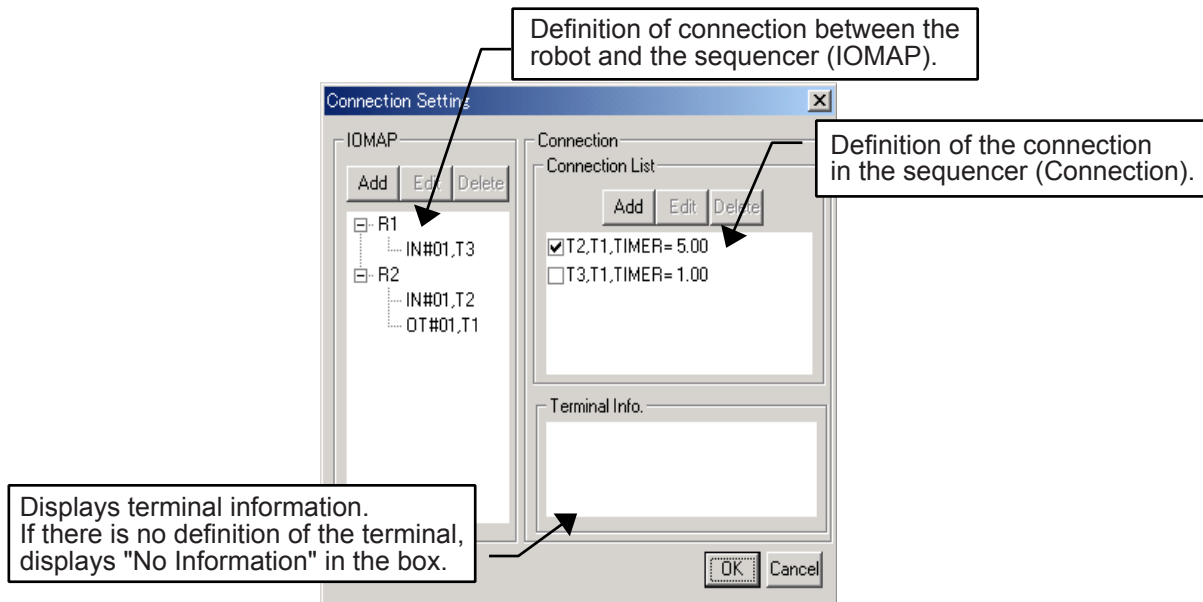 Definition of connection between the
robot and the sequencer (IOMAP).
Connection Setting
IOMAP
Add Edit Delete
R1
IN#01,T3
R2
IN#01,T2
OT#01,T1
Connection
Connection List
Add Edit Delete
T2,T1,TIMER= 5.00
T3,T1,TIMER= 1.00
Definition of the connection
in the sequencer (Connection).
Terminal Info.
Displays terminal information.
If there is no definition of the terminal,
displays "No Information" in the box.
OK Cancel